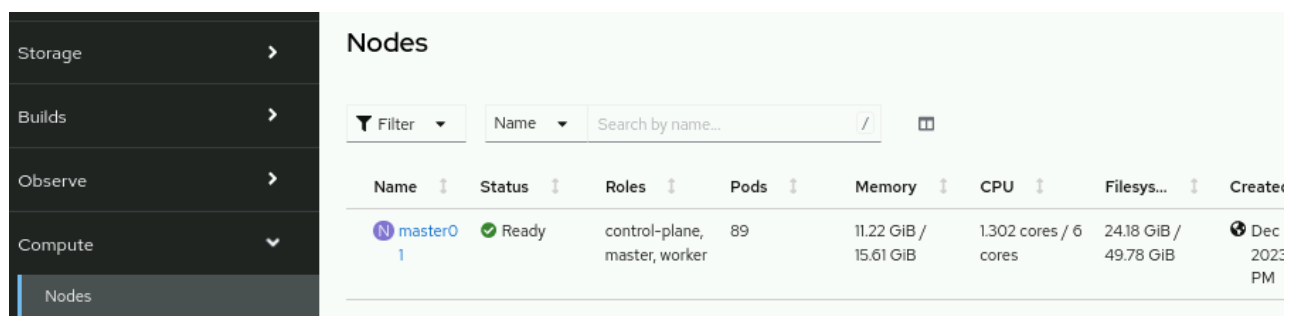 Storage
Builds
Observe
Compute
Nodes
Nodes
Filter
Name
Search by name...
/
Name Status Roles Pods Memory CPU Filesys... Created
N master0 Ready control-plane, 89 11.22 GiB / 1.302 cores / 6 24.18 GiB / Dec
1 master, worker 15.61 GiB cores 49.78 GiB 2023
PM